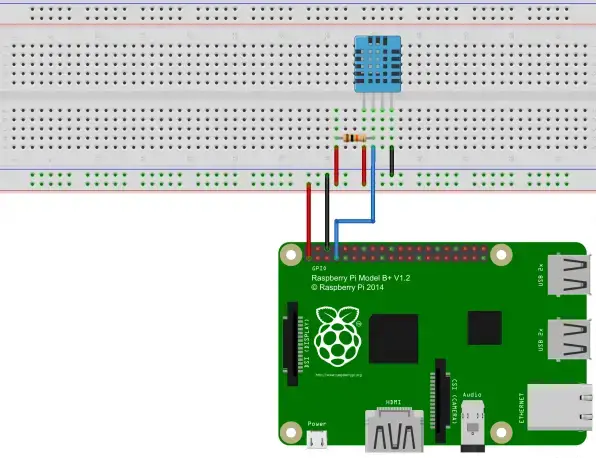 GPIO
Raspberry Pi Model B+ V1.2
© Raspberry Pi 2014
USB 2x
DSI (DISPLAY)
http://www.raspberrypi.org
USB 2x
CSI (CAMERA)
Audio
HDMI
ETHERNET
Power